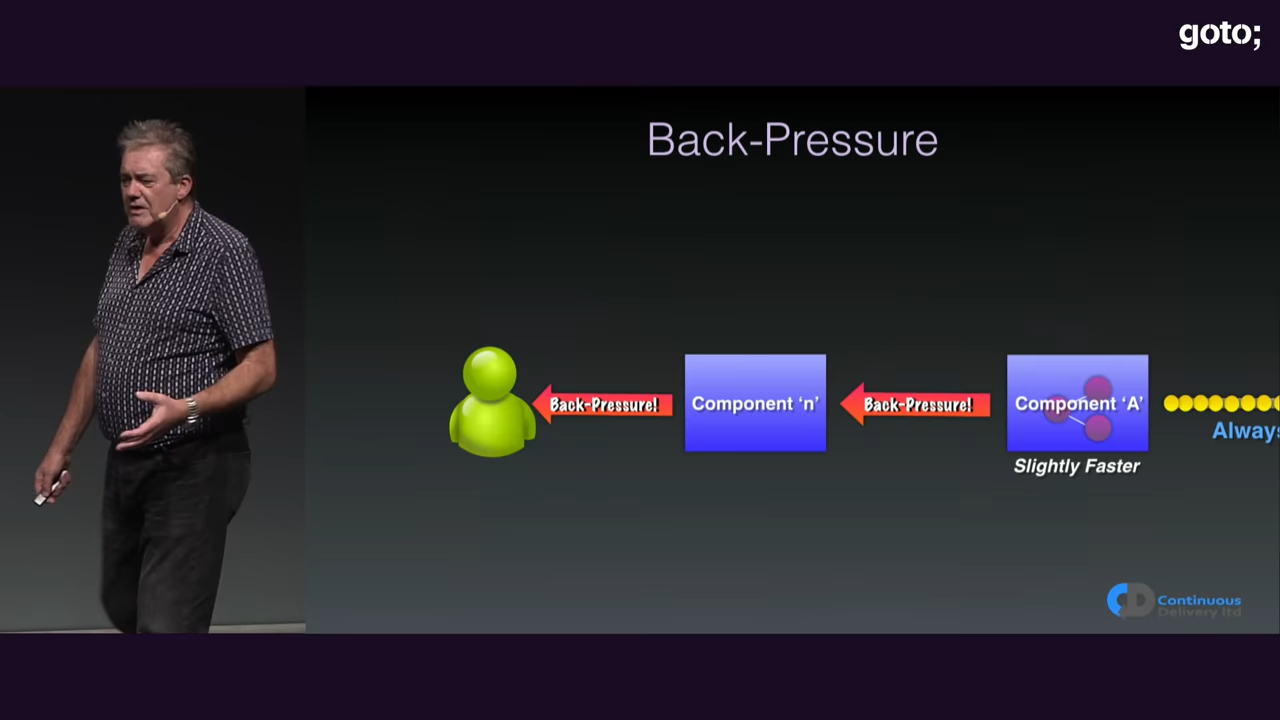 goto;
Back-Pressure
Back-Pressure!
Component ‘n’
Back-Pressure!
Component ‘A’
Always
Slightly Faster
Continuous
Delivery ltd